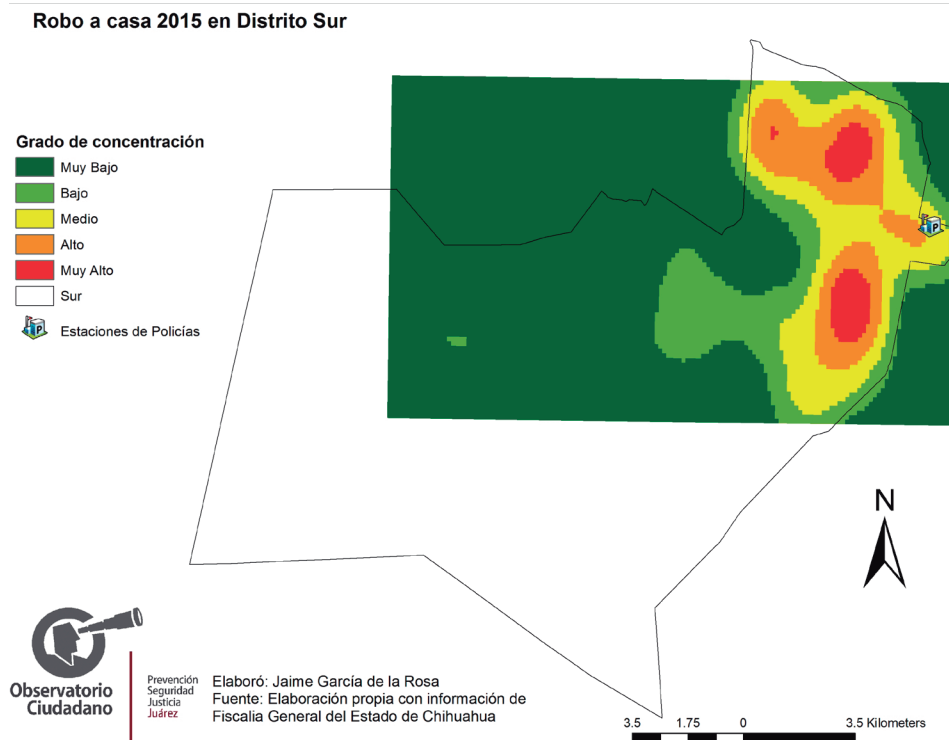 Robo a casa 2015 en Distrito Sur
Grado de concentración
Muy Bajo
Bajo
Medio
Alto
Muy Alto
Sur
P
Estaciones de Policías
P
N
Observatorio
Ciudadano
Prevención
Seguridad
Justicia
Juárez
Elaboró: Jaime García de la Rosa
Fuente: Elaboración propia con información de
Fiscalia General del Estado de Chihuahua
3.5 1.75 0 3.5 Kilometers